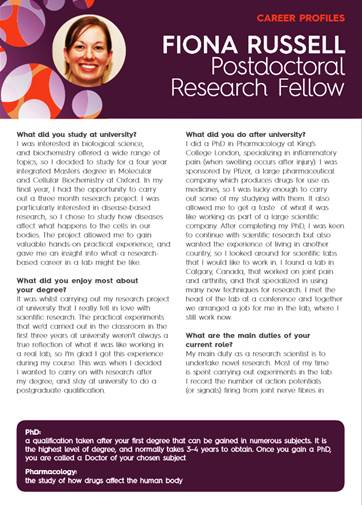 CAREER PROFILES
FIONA RUSSELL
Postdoctoral
Research Fellow
What did you study at university?
I was interested in biological science,
and biochemistry offered a wide range of
topics, so I decided to study for a four year
integrated Masters degree in Molecular
and Cellular Biochemistry at Oxford. In my
final year, I had the opportunity to carry
out a three month research project. I was
particularly interested in disease-based
research, so I chose to study how diseases
affect what happens to the cells in our
bodies. The project allowed me to gain
valuable hands-on practical experience, and
gave me an insight into what a research-
based career in a lab might be like.
What did you enjoy most about
your degree?
It was whilst carrying out my research project
at university that I really fell in love with
scientific research. The practical experiments
that we'd carried out in the classroom in the
first three years at university weren't always a
true reflection of what it was like working in
a real lab, so I'm glad I got this experience
during my course. This was when I decided
I wanted to carry on with research after
my degree, and stay at university to do a
postgraduate qualification.
What did you do after university?
I did a PhD in Pharmacology at King's
College London, specializing in inflammatory
pain (when swelling occurs after injury). I was
sponsored by Pfizer, a large pharmaceutical
company which produces drugs for use as
medicines, so I was lucky enough to carry
out some of my studying with them. It also
allowed me to get a taste of what it was
like working as part of a large scientific
company. After completing my PhD, I was keen
to continue with scientific research but also
wanted the experience of living in another
country, so I looked around for scientific labs
that I would like to work in. I found a lab in
Calgary, Canada, that worked on joint pain
and arthritis, and that specialized in using
many new techniques for research. I met the
head of the lab at a conference and together
we arranged a job for me in the lab, where I
still work now.
What are the main duties of your
current role?
My main duty as a research scientist is to
undertake novel research. Most of my time
is spent carrying out experiments in the lab.
I record the number of action potentials
(or signals) firing from joint nerve fibres in
PhD:
a qualification taken after your first degree that can be gained in numerous subjects. It is
the highest level of degree, and normally takes 3-4 years to obtain. Once you gain a PhD,
you are called a Doctor of your chosen subject
Pharmacology:
the study of how drugs affect the human body